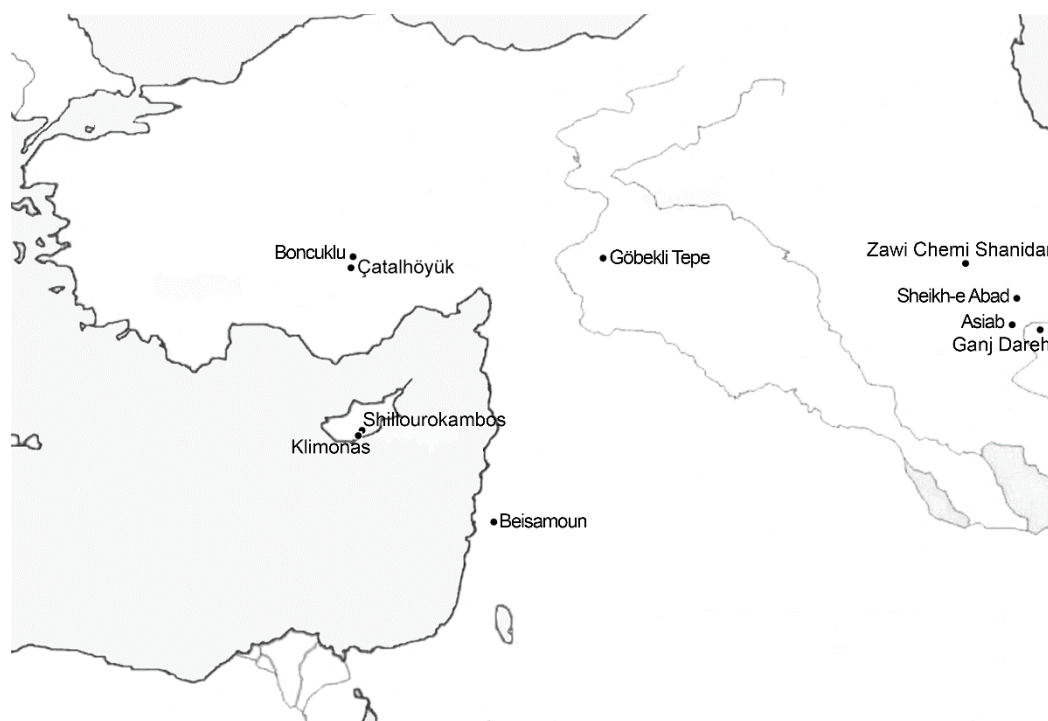 Boncuklu
Çatalhöyük
Göbekli Tepe
Zawi Chemi Shanidar
Sheikh-e Abad
Asiab
Ganj Dareh
Shillourokambos
Klimonas
Beisamoun